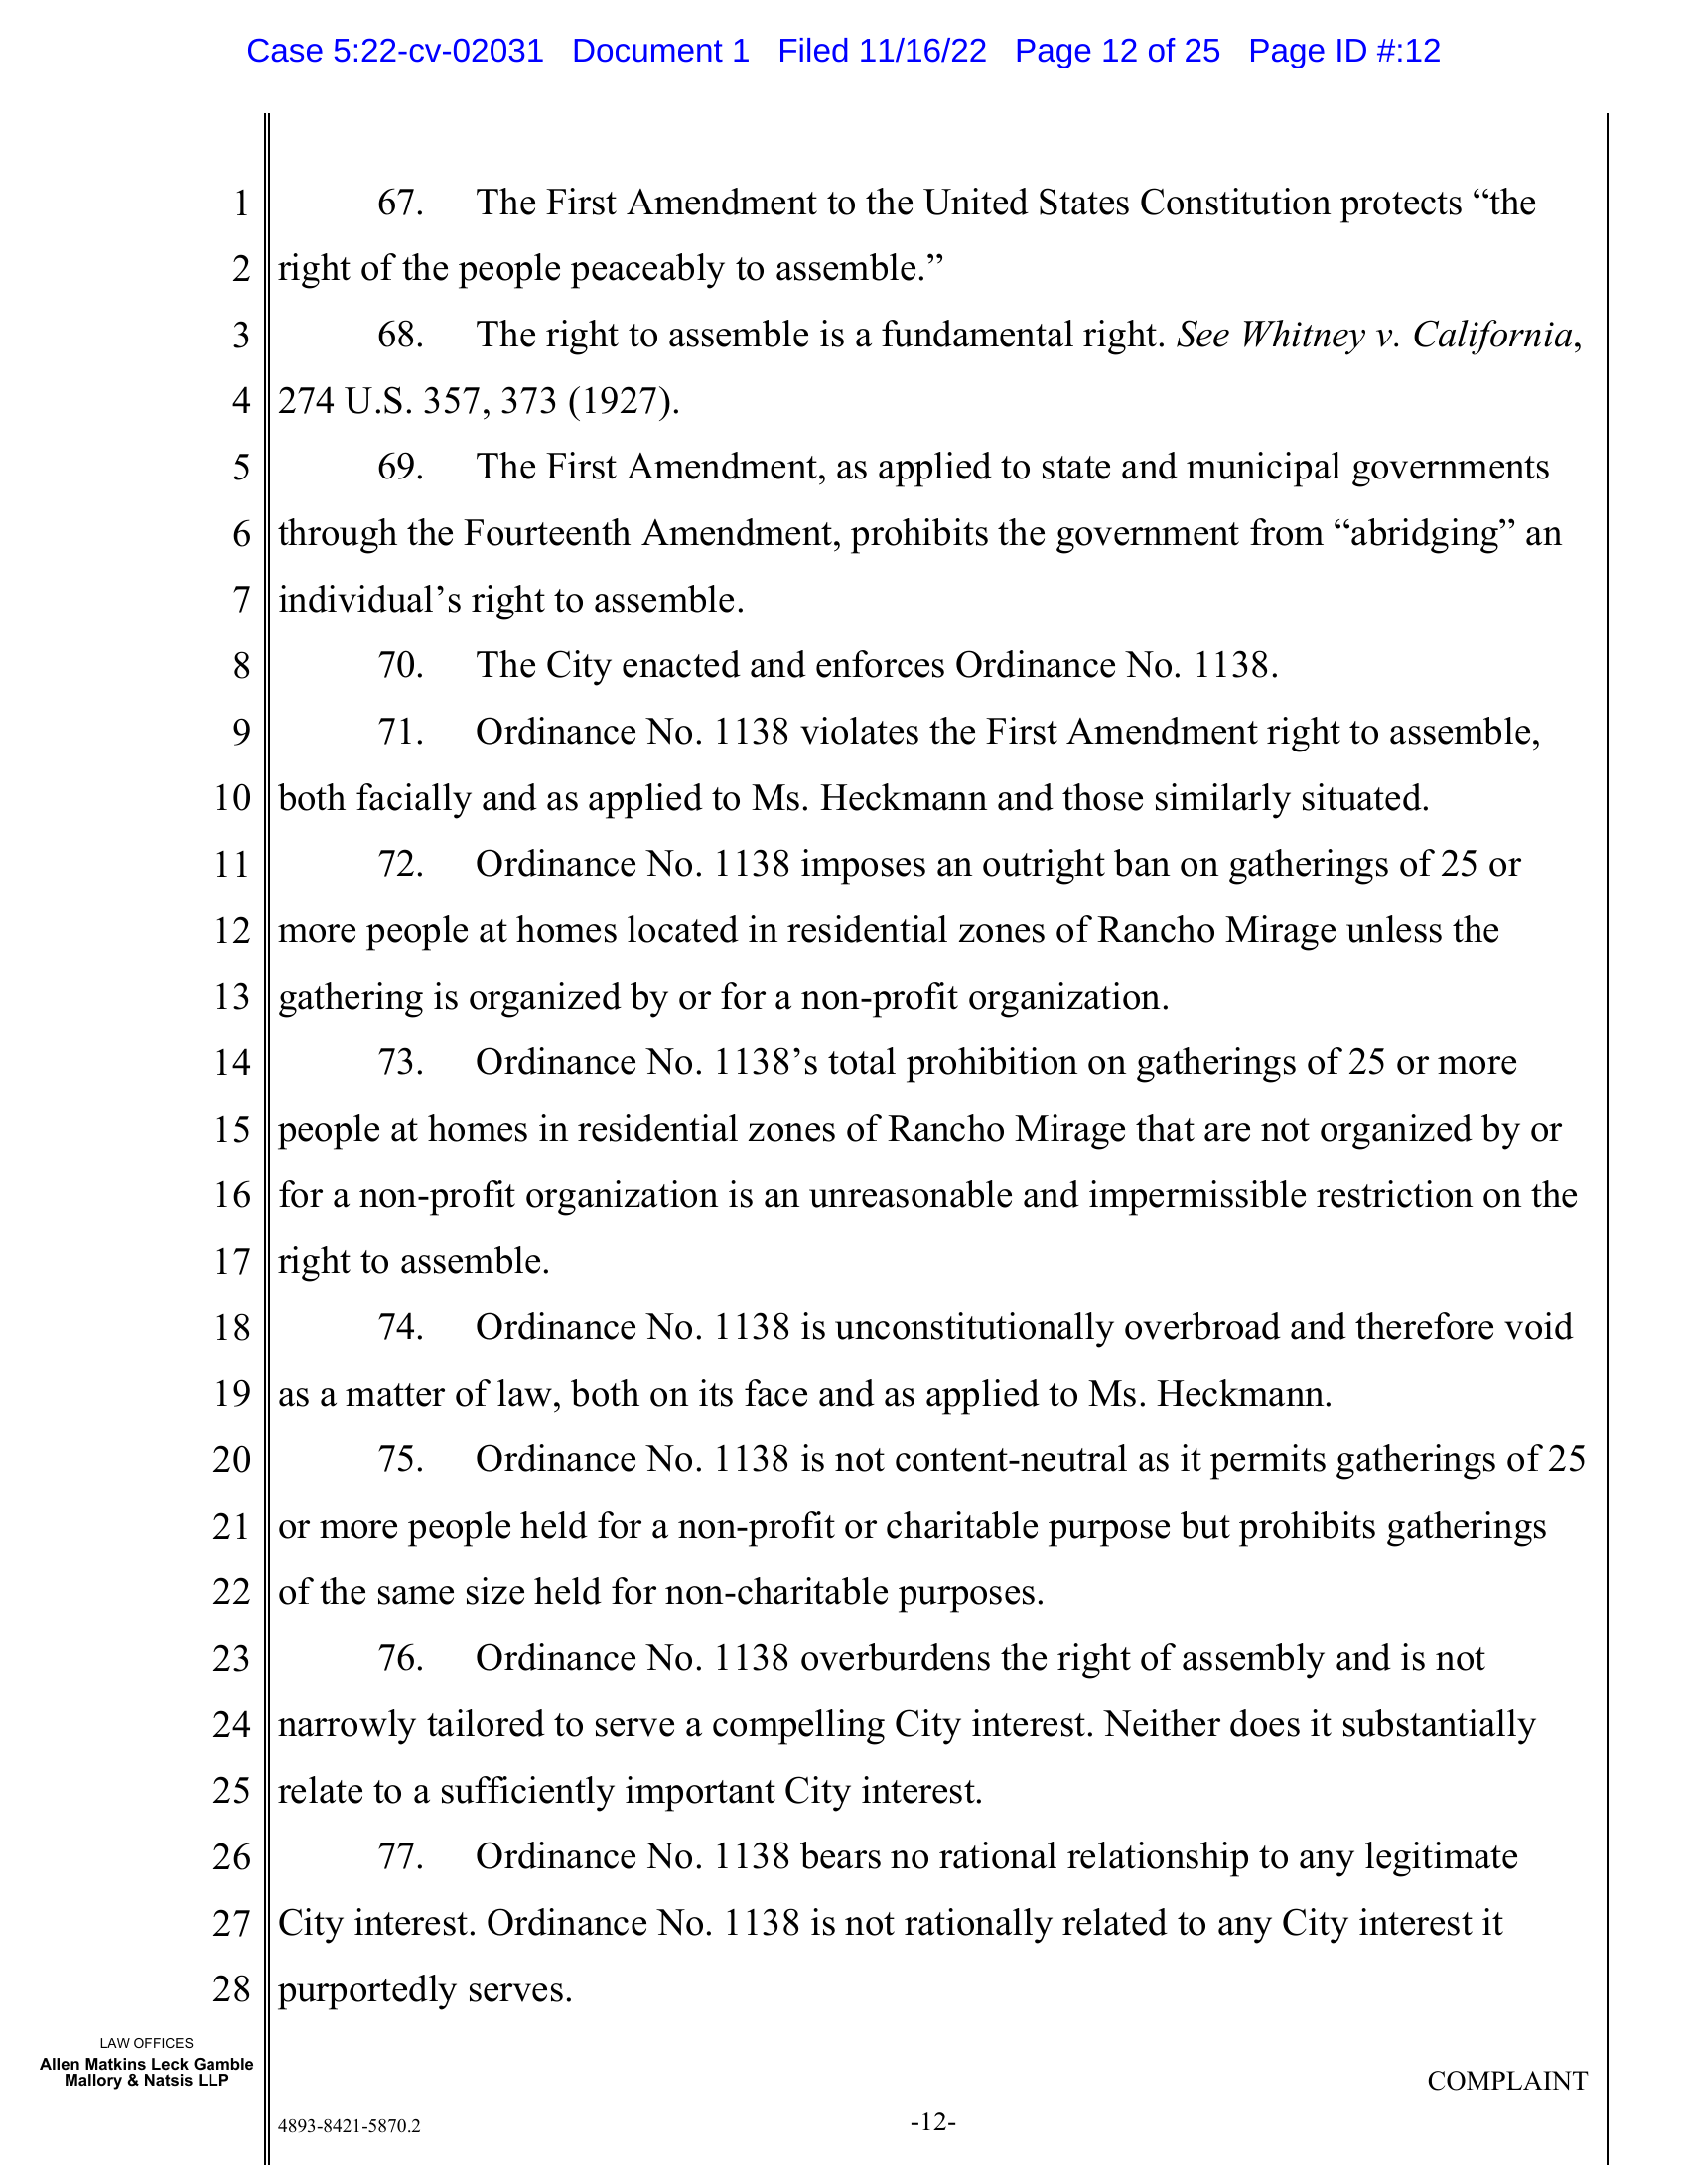 Case 5:22-cv-02031 Document 1 Filed 11/16/22 Page 12 of 25 Page ID #:12
1 67. The First Amendment to the United States Constitution protects “the
2 right of the people peaceably to assemble.”
3 68. The right to assemble is a fundamental right. See Whitney v. California,
4 274 U.S. 357, 373 (1927).
5 69. The First Amendment, as applied to state and municipal governments
6 through the Fourteenth Amendment, prohibits the government from “abridging” an
7 individual’s right to assemble.
8 70. The City enacted and enforces Ordinance No. 1138.
9 71. Ordinance No. 1138 violates the First Amendment right to assemble,
10 both facially and as applied to Ms. Heckmann and those similarly situated.
11 72. Ordinance No. 1138 imposes an outright ban on gatherings of 25 or
12 more people at homes located in residential zones of Rancho Mirage unless the
13 gathering is organized by or for a non-profit organization.
14 73. Ordinance No. 1138’s total prohibition on gatherings of 25 or more
15 people at homes in residential zones of Rancho Mirage that are not organized by or
16 for a non-profit organization is an unreasonable and impermissible restriction on the
17 right to assemble.
18 74. Ordinance No. 1138 is unconstitutionally overbroad and therefore void
19 as a matter of law, both on its face and as applied to Ms. Heckmann.
20 75. Ordinance No. 1138 is not content-neutral as it permits gatherings of 25
21 or more people held for a non-profit or charitable purpose but prohibits gatherings
22 of the same size held for non-charitable purposes.
23 76. Ordinance No. 1138 overburdens the right of assembly and is not
24 narrowly tailored to serve a compelling City interest. Neither does it substantially
25 relate to a sufficiently important City interest.
26 77. Ordinance No. 1138 bears no rational relationship to any legitimate
27 City interest. Ordinance No. 1138 is not rationally related to any City interest it
28 purportedly serves.
LAW OFFICES
Allen Matkins Leck Gamble
Mallory & Natsis LLP
COMPLAINT
4893-8421-5870.2
-12-